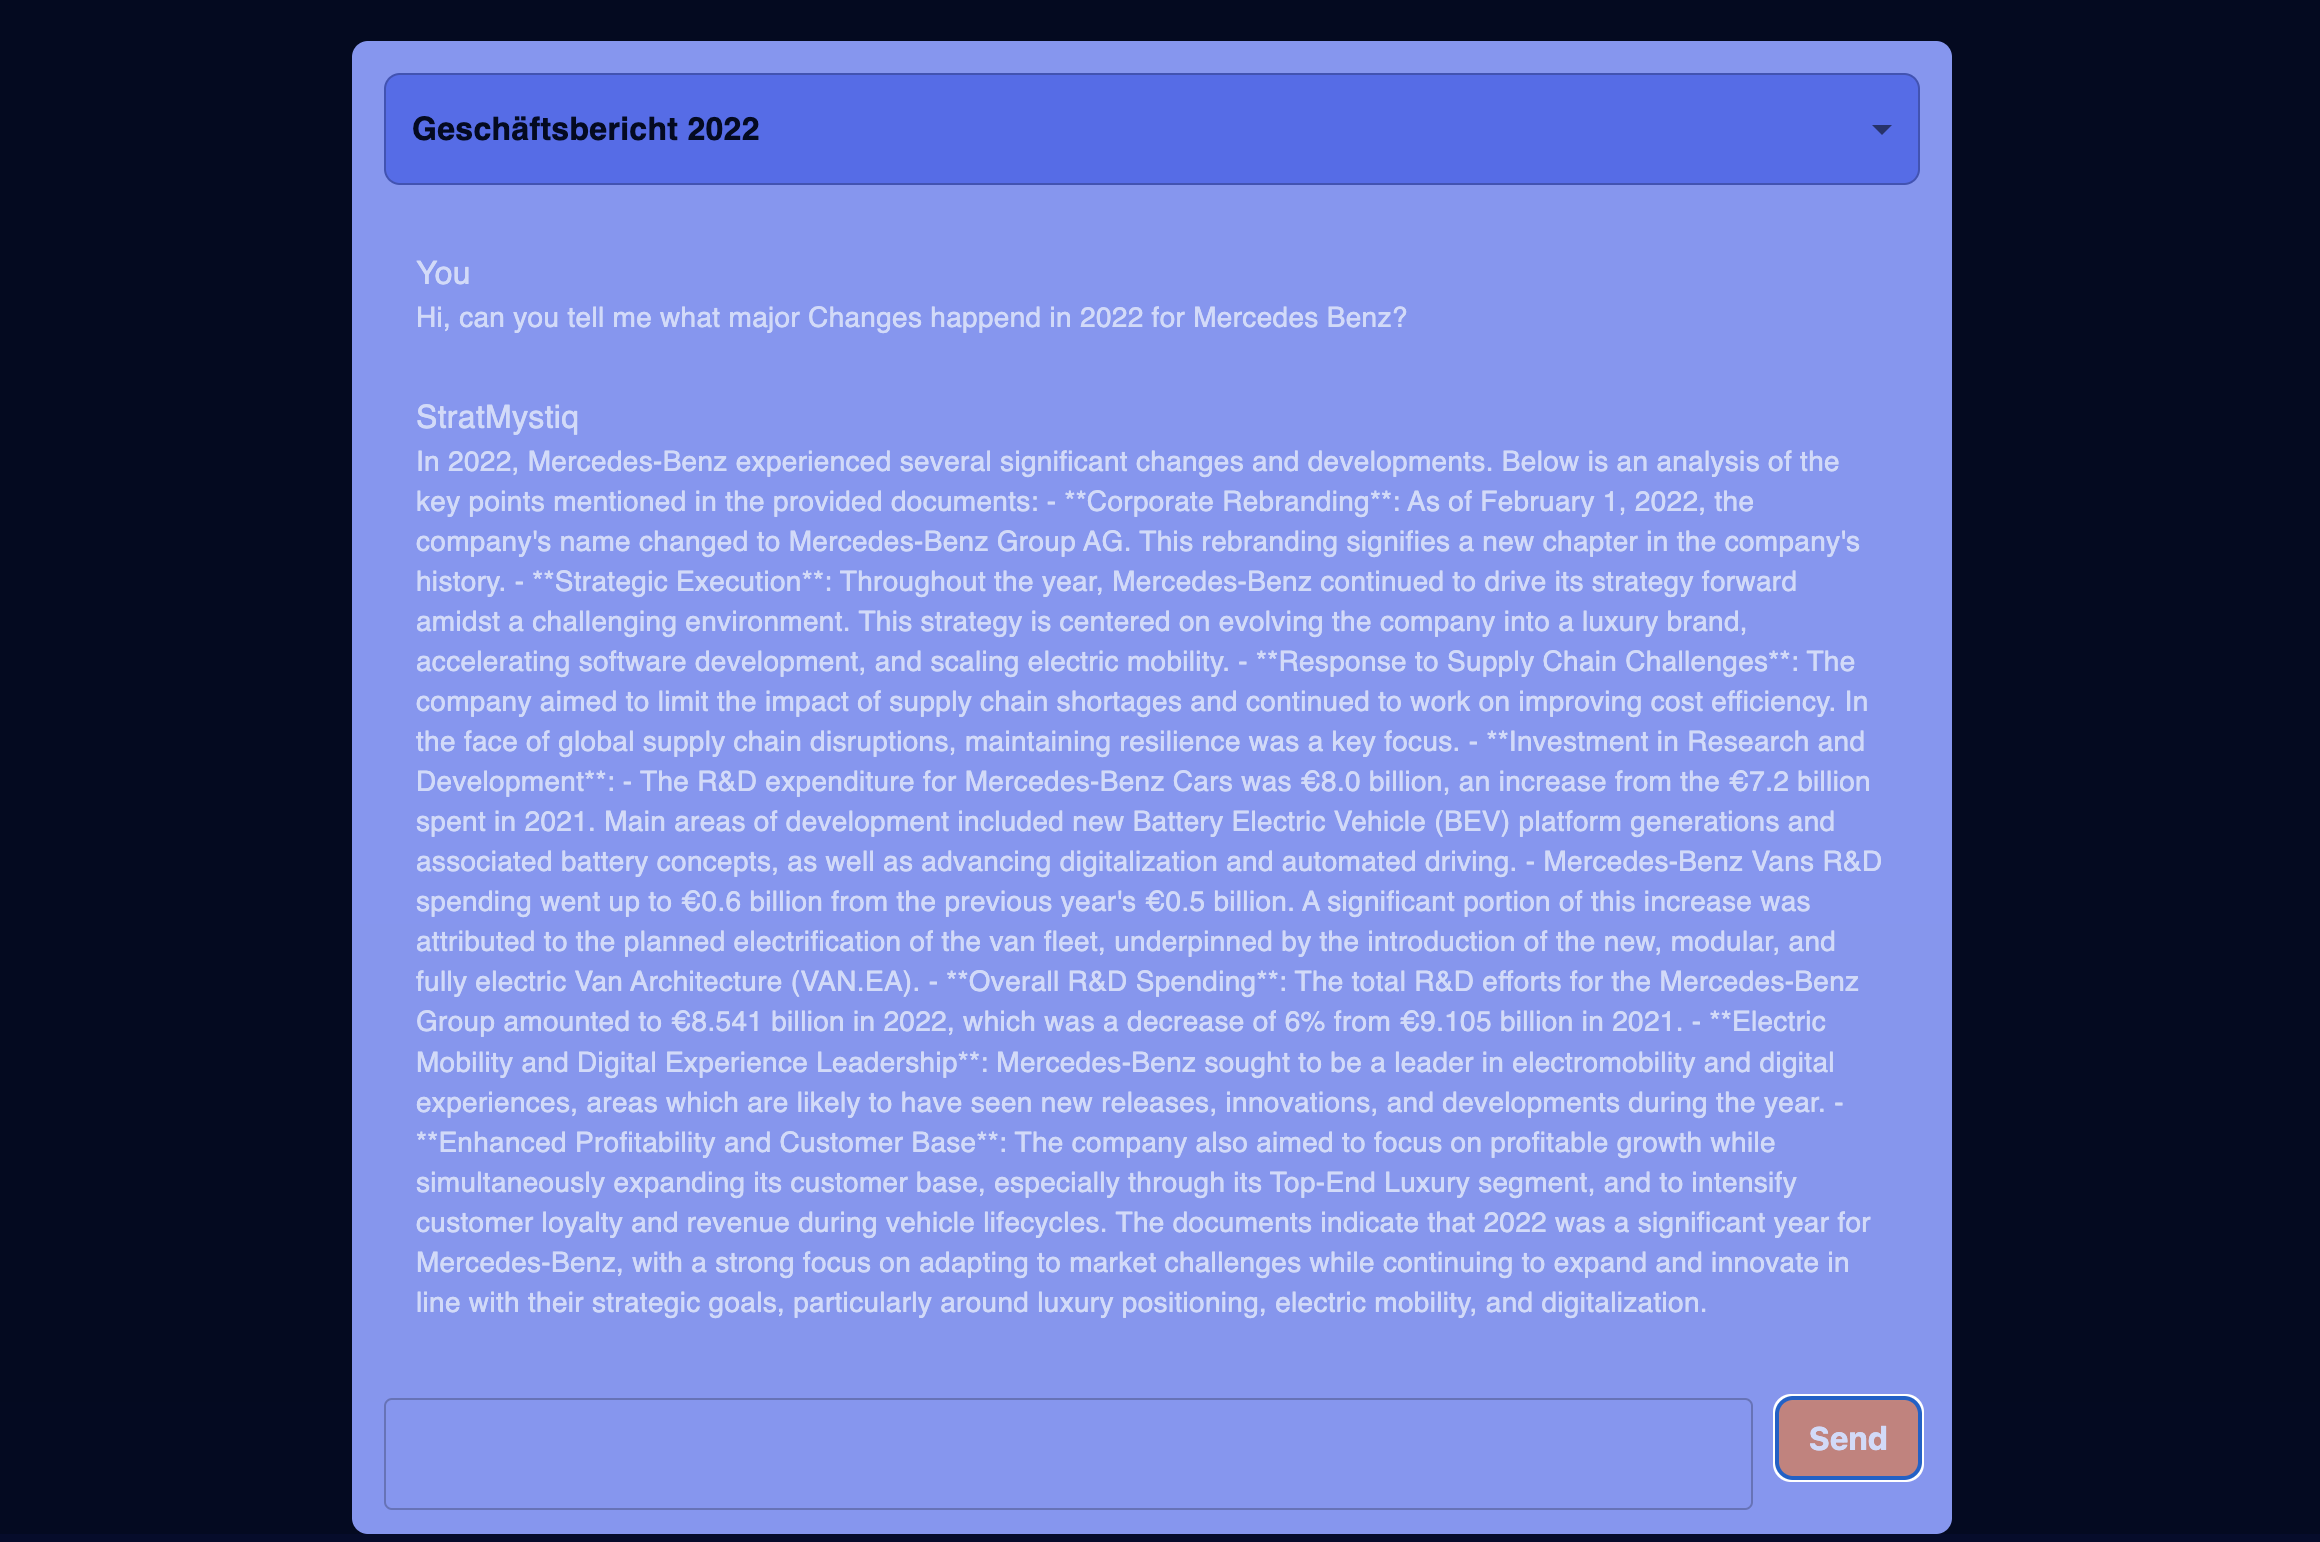 Geschäftsbericht 2022
You
Hi, can you tell me what major Changes happend in 2022 for Mercedes Benz?
StratMystiq
In 2022, Mercedes-Benz experienced several significant changes and developments. Below is an analysis of the
key points mentioned in the provided documents: - **Corporate Rebranding**: As of February 1, 2022, the
company's name changed to Mercedes-Benz Group AG. This rebranding signifies a new chapter in the company's
history. - **Strategic Execution**: Throughout the year, Mercedes-Benz continued to drive its strategy forward
amidst a challenging environment. This strategy is centered on evolving the company into a luxury brand,
accelerating software development, and scaling electric mobility. - **Response to Supply Chain Challenges**: The
company aimed to limit the impact of supply chain shortages and continued to work on improving cost efficiency. In
the face of global supply chain disruptions, maintaining resilience was a key focus. - **Investment in Research and
Development**: - The R&D expenditure for Mercedes-Benz Cars was €8.0 billion, an increase from the €7.2 billion
spent in 2021. Main areas of development included new Battery Electric Vehicle (BEV) platform generations and
associated battery concepts, as well as advancing digitalization and automated driving. - Mercedes-Benz Vans R&D
spending went up to €0.6 billion from the previous year's €0.5 billion. A significant portion of this increase was
attributed to the planned electrification of the van fleet, underpinned by the introduction of the new, modular, and
fully electric Van Architecture (VAN.EA). - **Overall R&D Spending**: The total R&D efforts for the Mercedes-Benz
Group amounted to €8.541 billion in 2022, which was a decrease of 6% from €9.105 billion in 2021. - **Electric
Mobility and Digital Experience Leadership**: Mercedes-Benz sought to be a leader in electromobility and digital
experiences, areas which are likely to have seen new releases, innovations, and developments during the year. -
**Enhanced Profitability and Customer Base**: The company also aimed to focus on profitable growth while
simultaneously expanding its customer base, especially through its Top-End Luxury segment, and to intensify
customer loyalty and revenue during vehicle lifecycles. The documents indicate that 2022 was a significant year for
Mercedes-Benz, with a strong focus on adapting to market challenges while continuing to expand and innovate in
line with their strategic goals, particularly around luxury positioning, electric mobility, and digitalization.
Send